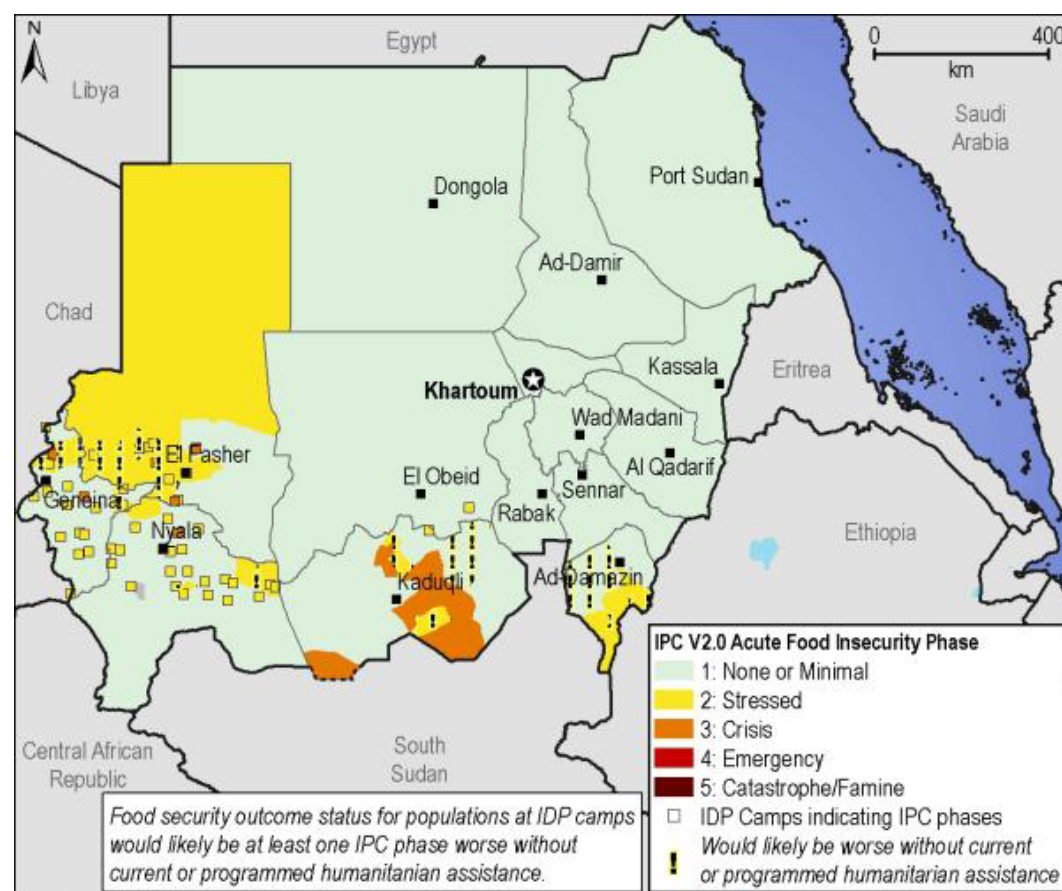 N
Egypt
0 400
km
Libya
Saudi
Arabia
Port Sudan
Dongola
Ad-Damir
Chad
Kassala
Eritrea
Khartoum
Wad Madani
El Fasher
Al Qadarif
El Obeid
Sennar
Geneina
Rabak
Nyala
Ethiopia
Ad-Damazin
Kaduqli
IPC V2.0 Acute Food Insecurity Phase
1: None or Minimal
2: Stressed
3: Crisis
4: Emergency
5: Catastrophe/Famine
IDP Camps indicating IPC phases
! Would likely be worse without current
or programmed humanitarian assistance
Central African
Republic
South
Sudan
Food security outcome status for populations at IDP camps
would likely be at least one IPC phase worse without
current or programmed humanitarian assistance.